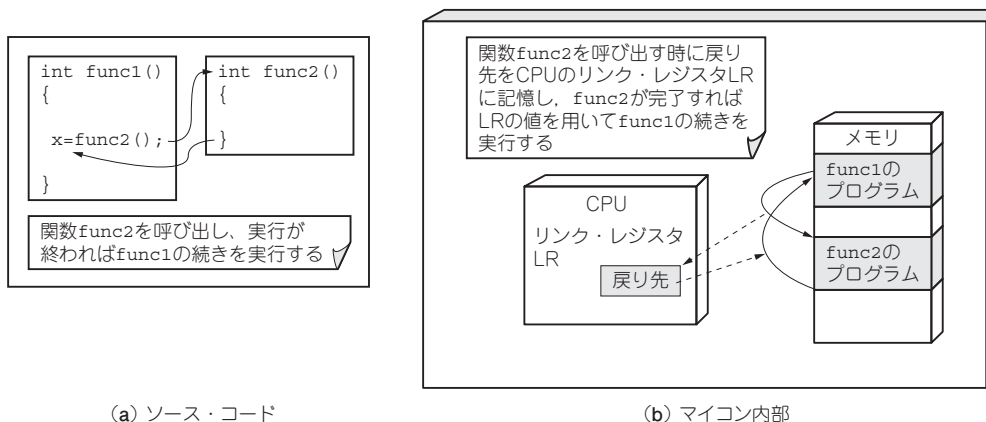 int func1()
{
x=func2();
}
int func2()
{
}
関数func2を呼び出し、実行が
終わればfunc1の続きを実行する
(a) ソース・コード
関数func2を呼び出す時に戻り
先をCPUのリンク・レジスタLR
に記憶し，func2が完了すれば
LRの値を用いてfunc1の続きを
実行する
CPU
リンク・レジスタ
LR
戻り先
メモリ
func1の
プログラム
func2の
プログラム
(b) マイコン内部